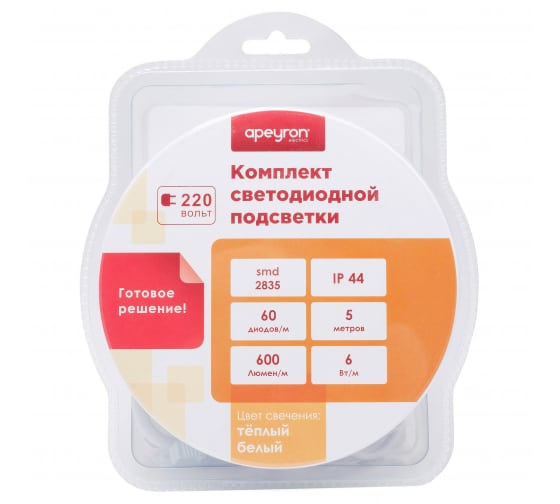 apeyron
electrics
Комплект
светодиодной
подсветки
220
вольт
Готовое
решение!
smd
2835
IP 44
60
диодов/м
5
метров
600
Люмен/м
6
Вт/м
Цвет свечения:
тёплый
белый